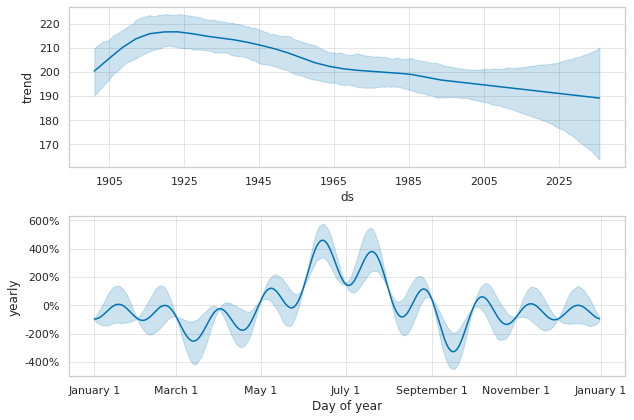 220
210
200
190
180
170
trend
1905 1925 1945 1965 1985 2005 2025
ds
600%
400%
200%
0%
-200%
-400%
yearly
January 1 March 1 May 1 July 1 September 1 November 1 January 1
Day of year